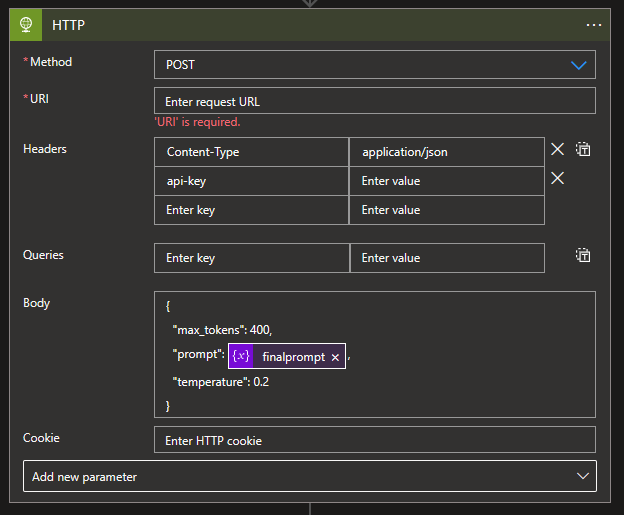 HTTP
*Method
POST
*URI
Enter request URL
'URI' is required.
Headers
Content-Type
application/json
api-key
Enter value
Enter key
Enter value
Queries
Enter key
Enter value
Body
{
"max_tokens": 400,
"prompt": {x} finalprompt × ,
"temperature": 0.2
}
Cookie
Enter HTTP cookie
Add new parameter